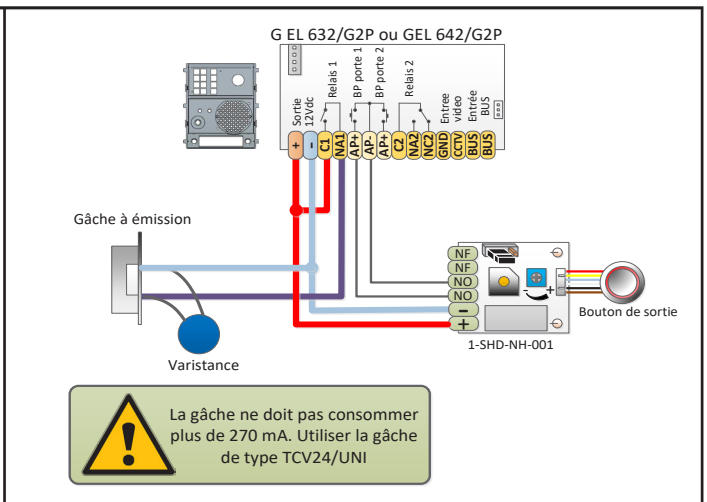 G EL 632/G2P ou GEL 642/G2P
Sortie
12Vdc
Relais 1
BP porte 1
BP porte 2
Relais 2
Entree
video
Entrée
BUS
+
-
C1
NA1
AP+
AP-
AP+
C2
NA2
NC2
GND
CCTV
BUS
BUS
Gâche à émission
Varistance
NF
NF
NO
NO
-
+
- +
Bouton de sortie
1-SHD-NH-001
La gâche ne doit pas consommer
plus de 270 mA. Utiliser la gâche
de type TCV24/UNI